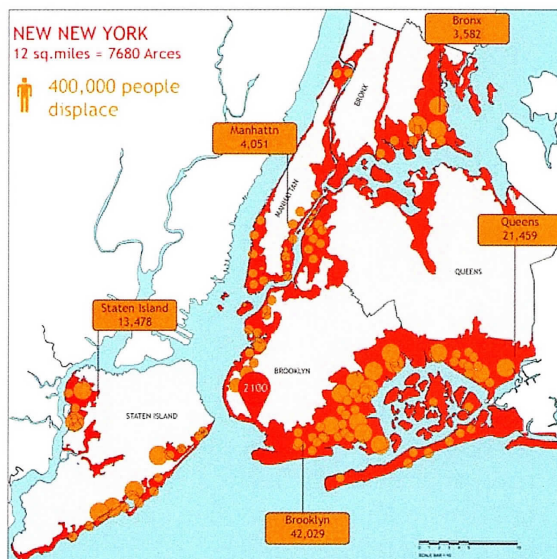 NEW NEW YORK
12 sq.miles = 7680 Arces
400,000 people
displace
Bronx
3,582
Manhattn
4,051
BRONX
MANHATTAN
Queens
21,459
QUEENS
Staten Island
13,478
STATEN ISLAND
BROOKLYN
2100
Brooklyn
42,029